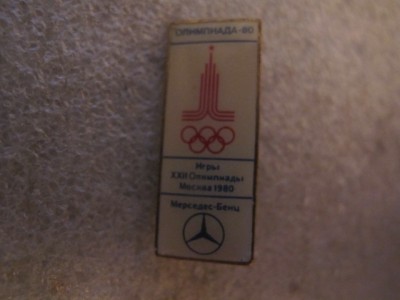 ОЛИМПИАДА-80
Игры
XXII Олимпиады
Москва 1980
Мерседес-Бенц